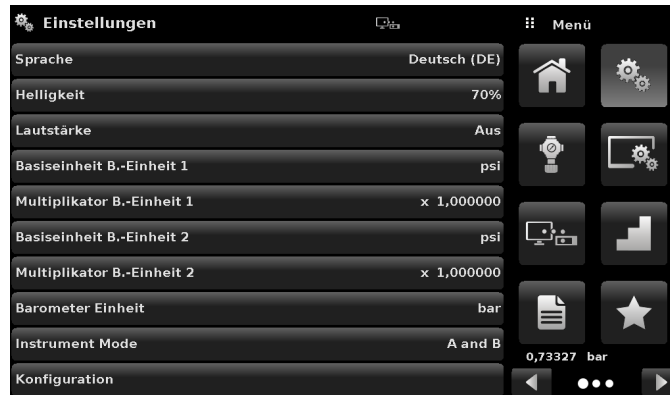 Einstellungen
Sprache Deutsch (DE)
Helligkeit 70%
Lautstärke Aus
Basiseinheit B.-Einheit 1 psi
Multiplikator B.-Einheit 1 x 1,000000
Basiseinheit B.-Einheit 2 psi
Multiplikator B.-Einheit 2 x 1,000000
Barometer Einheit bar
Instrument Mode A and B
Konfiguration
Menü
0,73327 bar